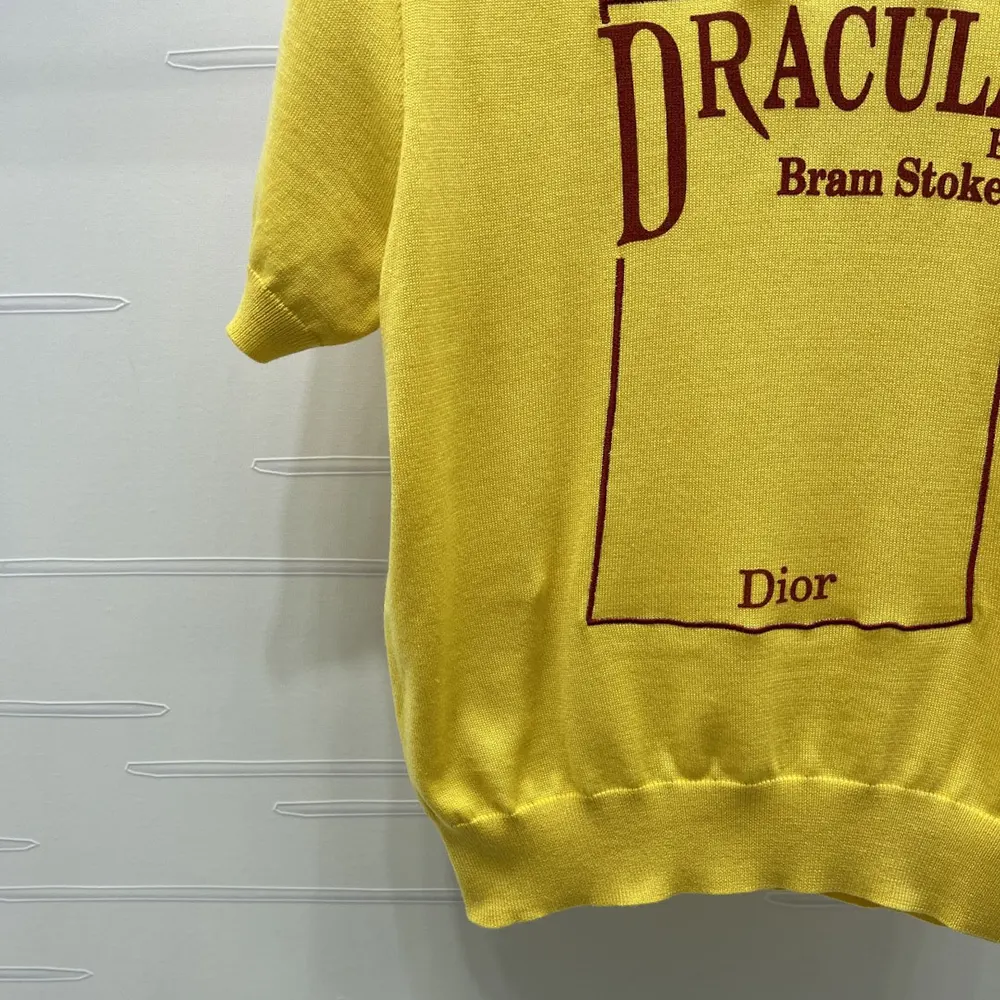 DRACULA
Bram Stoke
Dior